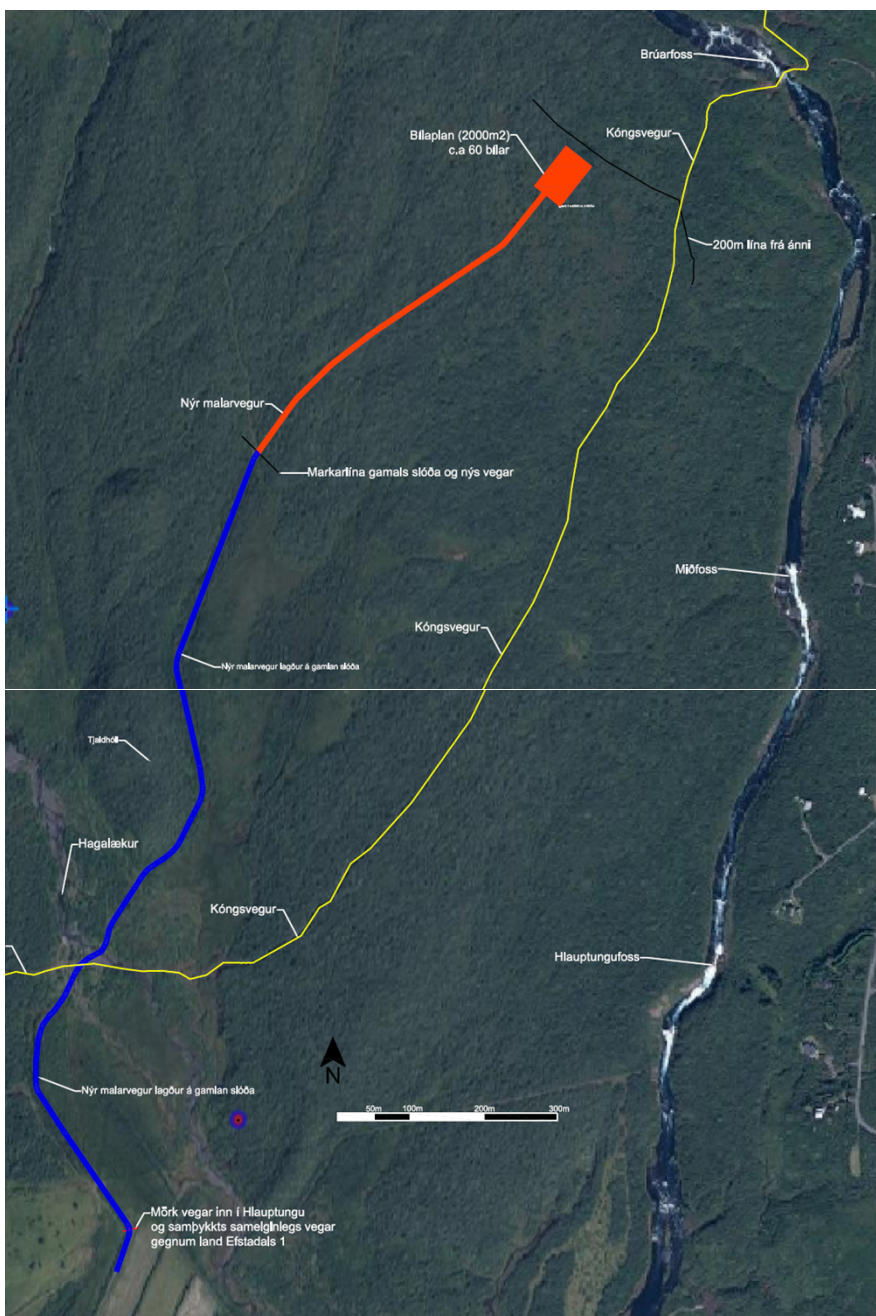 Brúarfoss
Bílaplan (2000m2)
c.a 60 bílar
Kóngsvegur
200m lína frá ánni
Nýr malarvegur
Markarlína gamals slóða og nýs vegar
Miðfoss
Kóngsvegur
Nýr malarvegur lagður á gamlan slóða
Tjaldhóll
Hagalækur
Kóngsvegur
Hlauptungufoss
N
Nýr malarvegur lagður á gamlan slóða
50m 100m 200m 300m
Mörk vegar inn í Hlauptungu
og samþykkts sameiginlegs vegar
gegnum land Efstadals 1